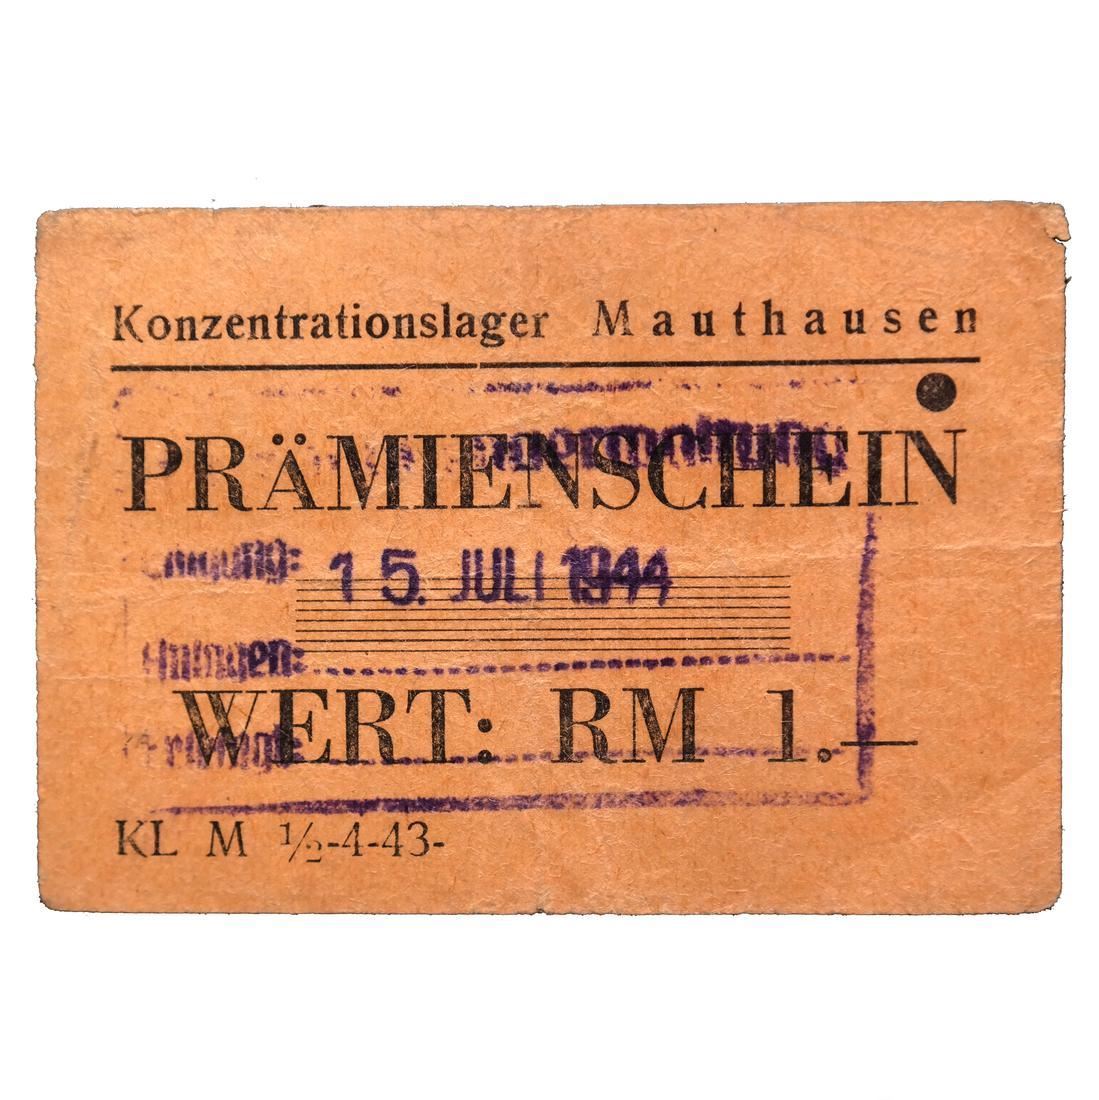 Konzentrationslager Mauthausen
PRÄMIENSCHEIN
15. JULI 1944
WERT: RM 1.—
KL M ½-4-43-